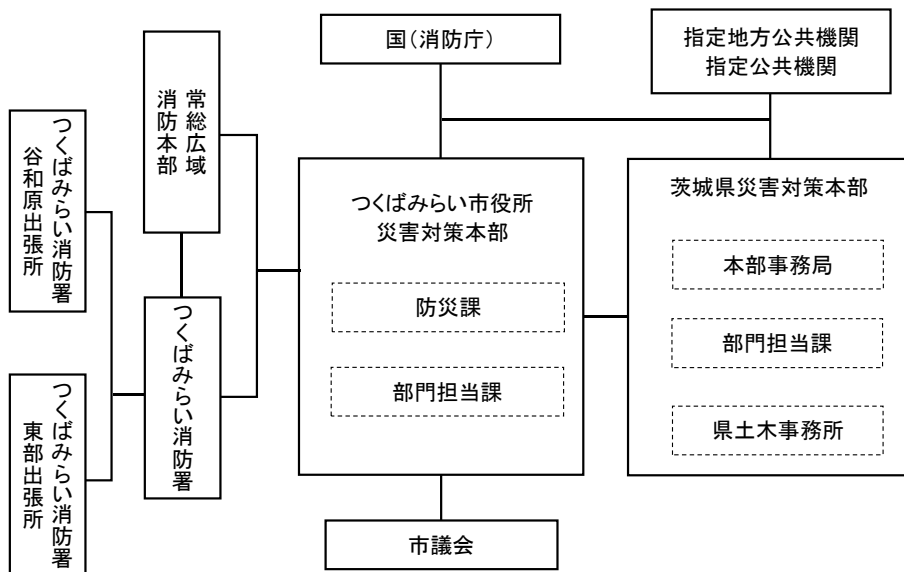 国(消防庁)
指定地方公共機関
指定公共機関
常総広域
消防本部
つくばみらい消防署
谷和原出張所
つくばみらい市役所
災害対策本部
防災課
部門担当課
茨城県災害対策本部
本部事務局
部門担当課
県土木事務所
つくばみらい消防署
つくばみらい消防署
東部出張所
市議会